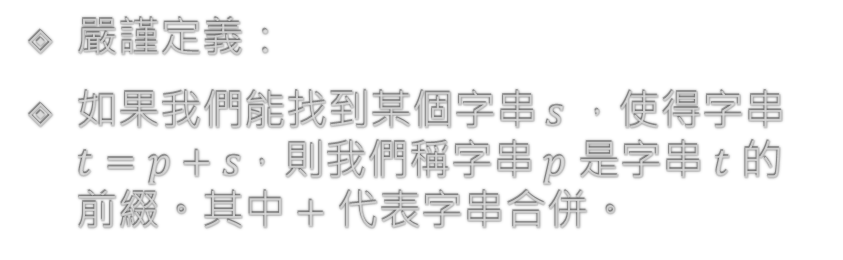 嚴謹定義：
如果我們能找到某個字串 s ，使得字串
t = p + s，則我們稱字串 p 是字串 t 的
前綴。其中 + 代表字串合併。